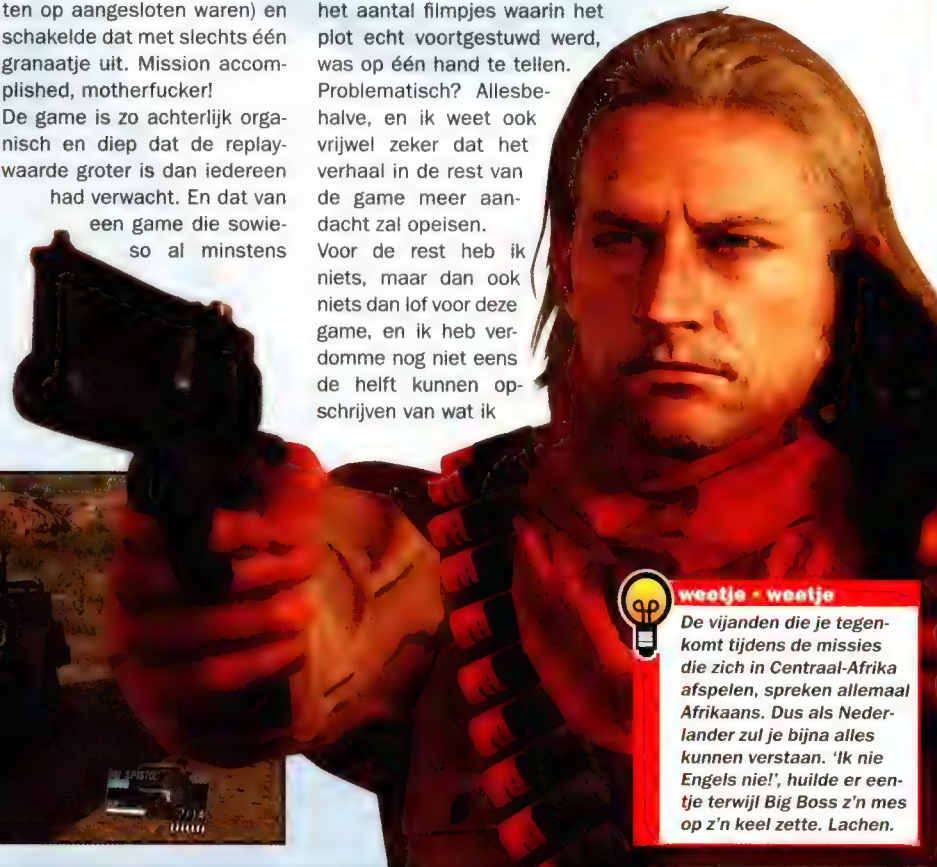 ten op aangesloten waren) en
schakelde dat met slechts één
granaatje uit. Mission accom-
plished, motherfucker!
De game is zo achterlijk orga-
nisch en diep dat de replay-
waarde groter is dan iedereen
had verwacht. En dat van
een game die sowie-
so al minstens
het aantal filmpjes waarin het
plot echt voortgestuwd werd,
was op één hand te tellen.
Problematisch? Allesbe-
halve, en ik weet ook
vrijwel zeker dat het
verhaal in de rest van
de game meer aan-
dacht zal opeisen.
Voor de rest heb ik
niets, maar dan ook
niets dan lof voor deze
game, en ik heb ver-
domme nog niet eens
de helft kunnen op-
schrijven van wat ik
weetje • weetje
De vijanden die je tegen-
komt tijdens de missies
die zich in Centraal-Afrika
afspelen, spreken allemaal
Afrikaans. Dus als Neder-
lander zul je bijna alles
kunnen verstaan. 'Ik nie
Engels nie!', huilde er een-
tje terwijl Big Boss z'n mes
op z'n keel zette. Lachen.